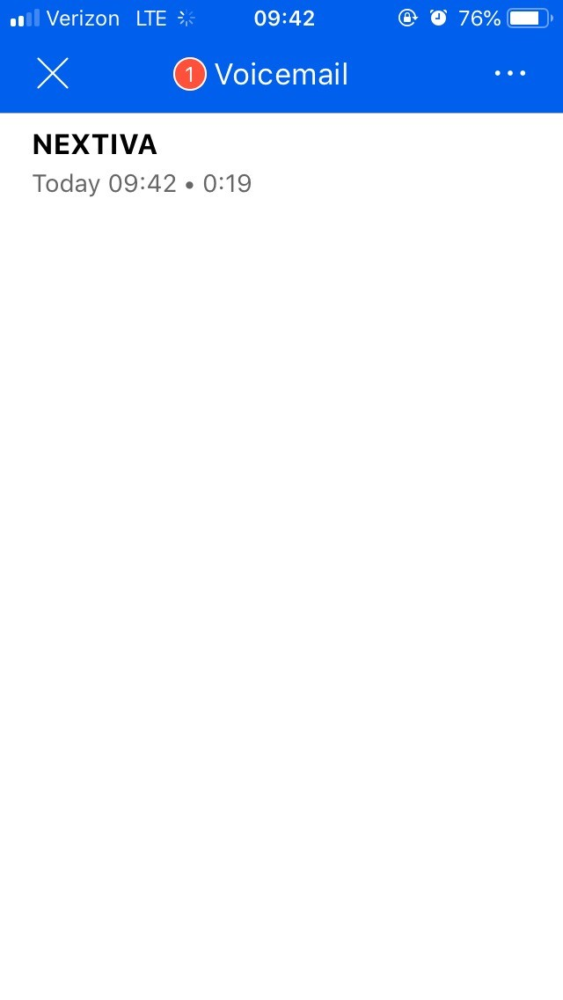 Verizon LTE 09:42 76%
1 Voicemail
NEXTIVA
Today 09:42 • 0:19